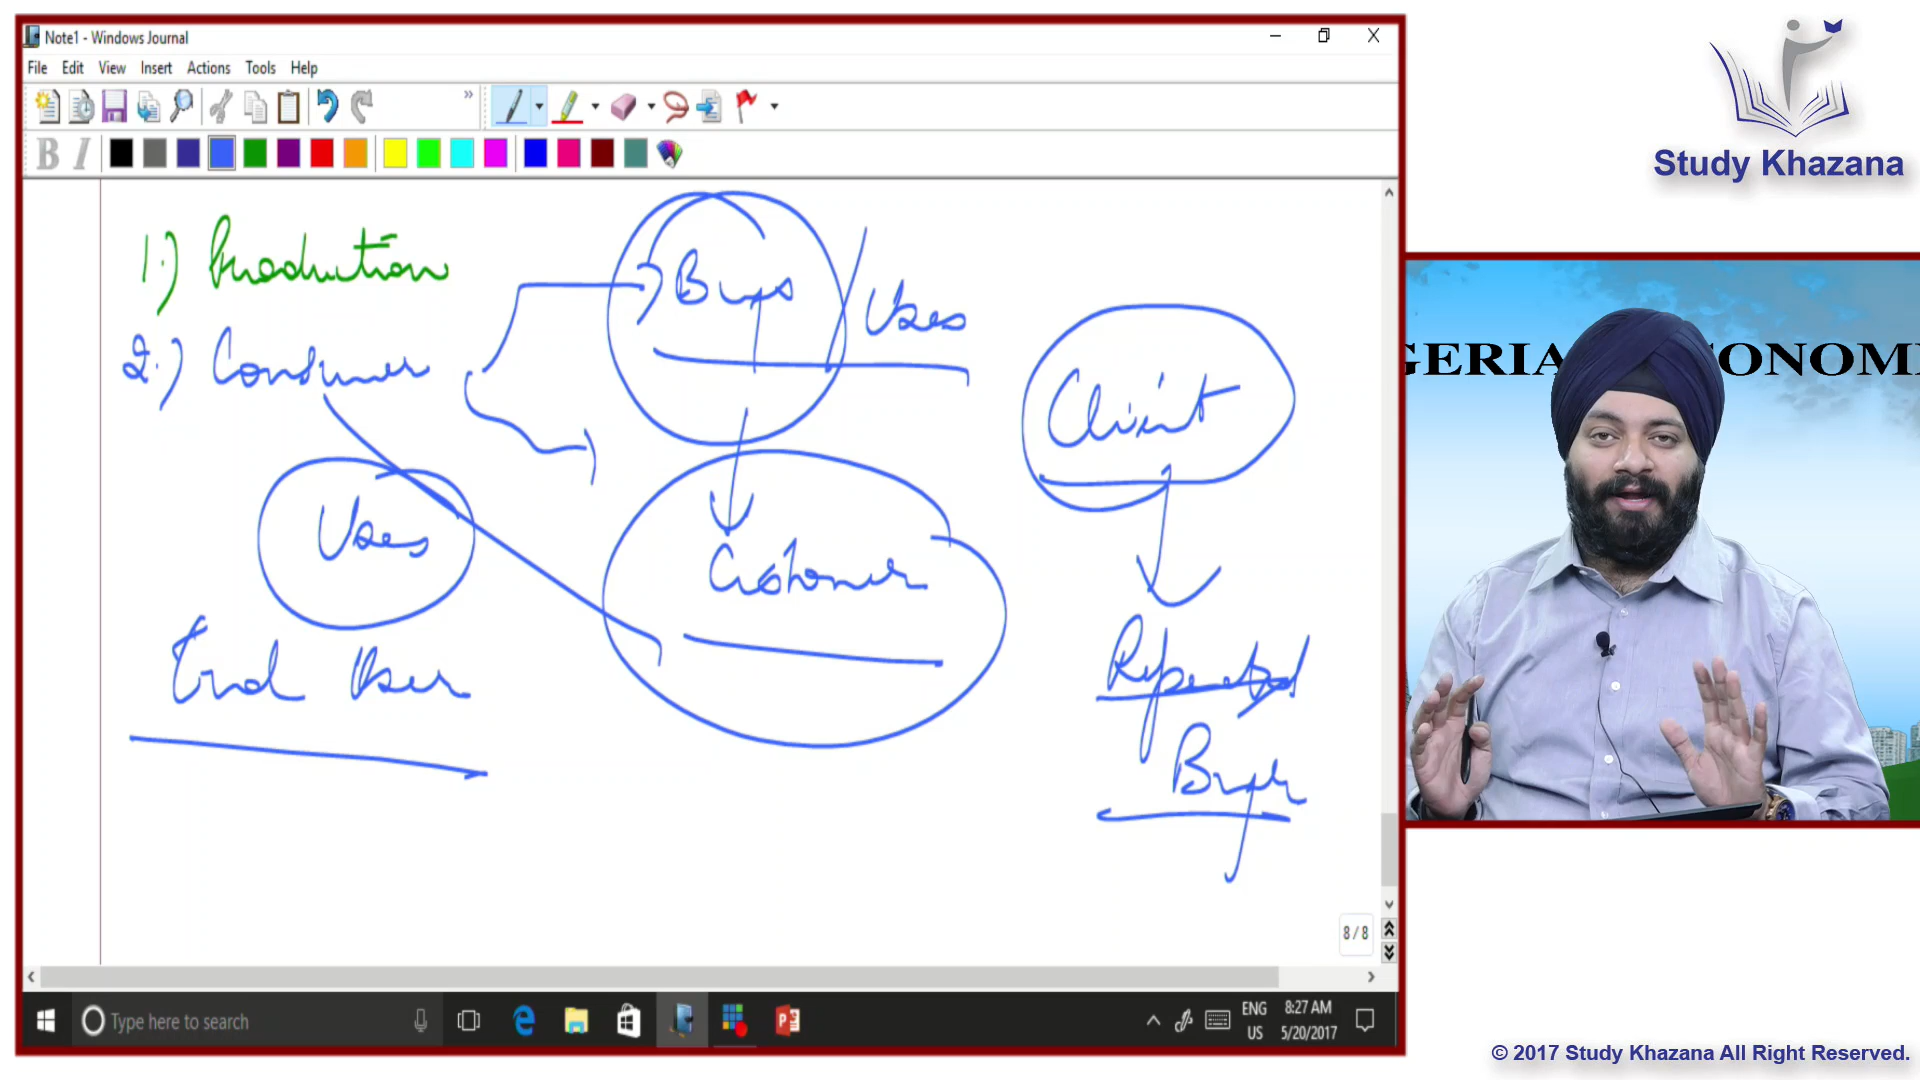 Note1 - Windows Journal
File Edit View Insert Actions Tools Help
B I
1.) Production
2.) Consumer
Buys / Uses
Client
Uses
Customer
End User
Repeated
Buyer
8 / 8
Type here to search
ENG
US
8:27 AM
5/20/2017
Study Khazana
GERIA
ONOMI
© 2017 Study Khazana All Right Reserved.